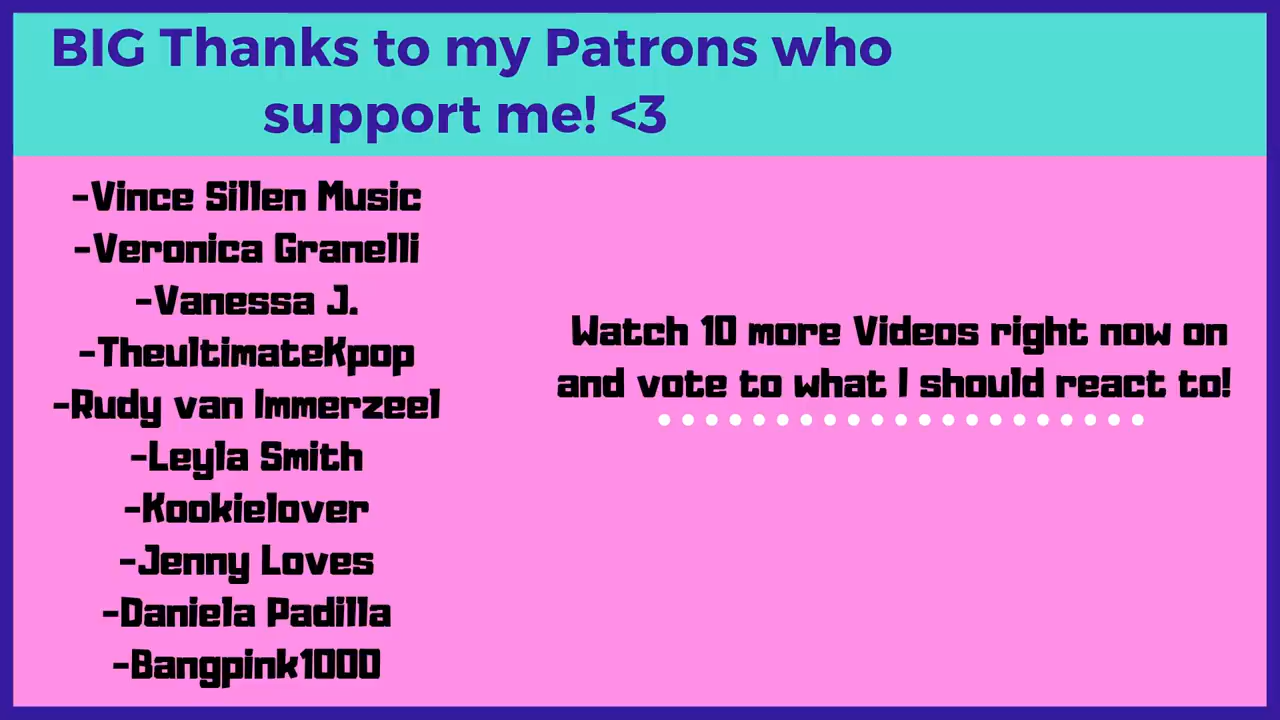 BIG Thanks to my Patrons who
support me! <3
-Vince Sillen Music
-Veronica Granelli
-Vanessa J.
-TheultimateKpop
-Rudy van Immerzeel
-Leyla Smith
-Kookielover
-Jenny Loves
-Daniela Padilla
-Bangpink1000
Watch 10 more Videos right now on
and vote to what I should react to!